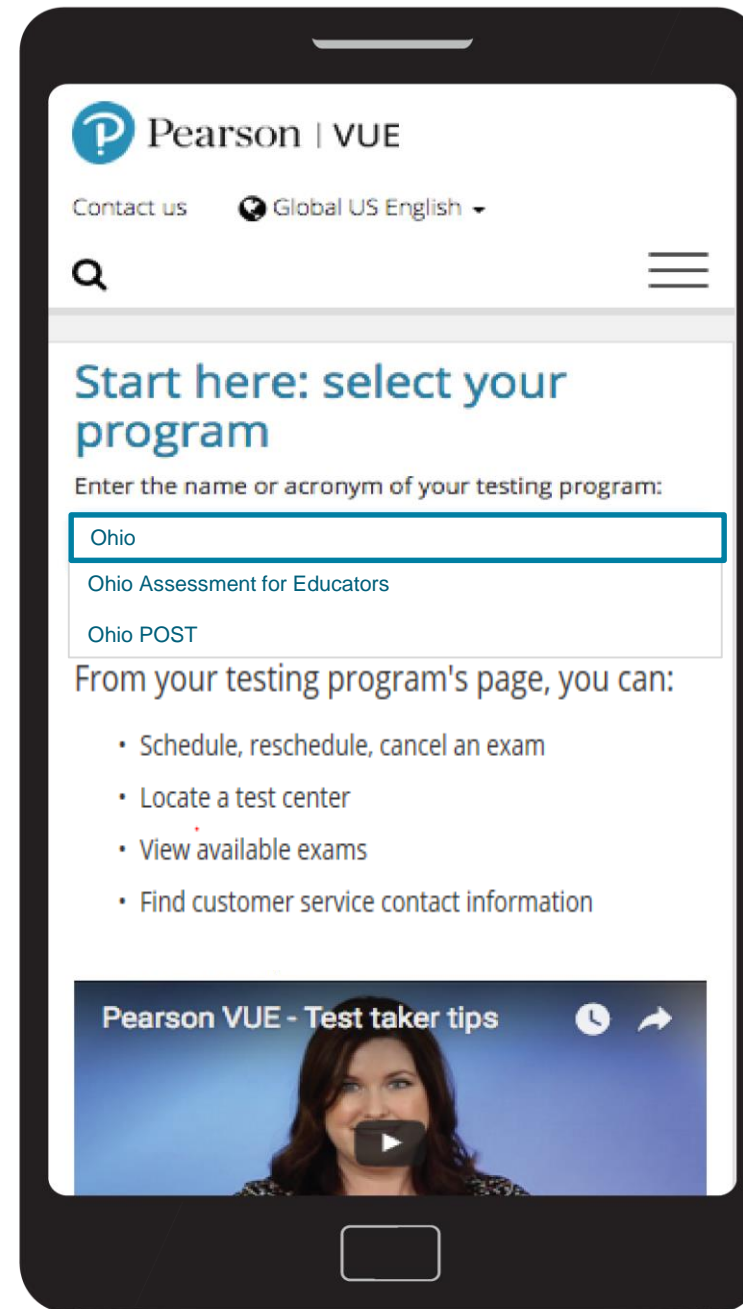 Pearson | VUE
Contact us Global US English
Start here: select your
program
Enter the name or acronym of your testing program:
Ohio
Ohio Assessment for Educators
Ohio POST
From your testing program's page, you can:
• Schedule, reschedule, cancel an exam
• Locate a test center
• View available exams
• Find customer service contact information
Pearson VUE - Test taker tips